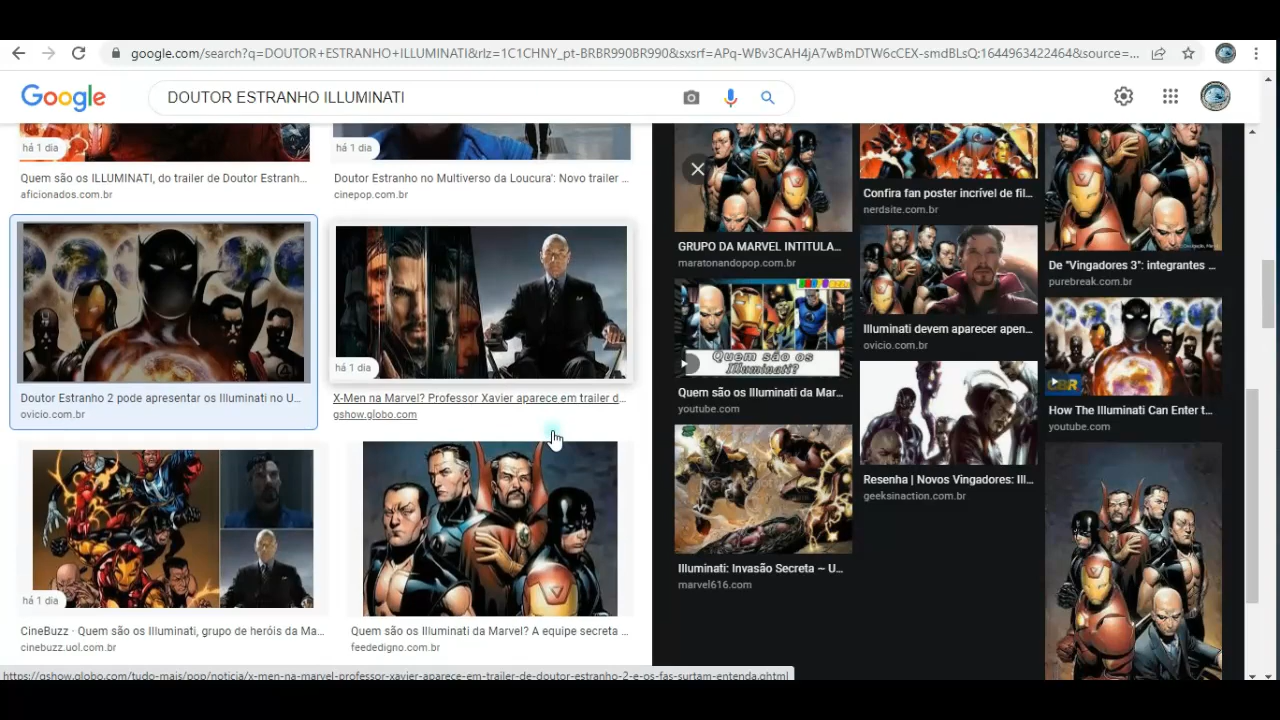 google.com/search?q=DOUTOR+ESTRANHO+ILLUMINATI&rlz=1C1CHNY_pt-BRBR990BR990&sxsrf=APq-WBv3CAH4jA7wBmDTW6cCEX-smdBLsQ:1644963422464&source=...
Google
DOUTOR ESTRANHO ILLUMINATI
há 1 dia
há 1 dia
Quem são os ILLUMINATI, do trailer de Doutor Estranh...
aficionados.com.br
Doutor Estranho no Multiverso da Loucura': Novo trailer ...
cinepop.com.br
Doutor Estranho 2 pode apresentar os Illuminati no U...
ovicio.com.br
há 1 dia
X-Men na Marvel? Professor Xavier aparece em trailer d...
gshow.globo.com
há 1 dia
CineBuzz · Quem são os Illuminati, grupo de heróis da Ma...
cinebuzz.uol.com.br
Quem são os Illuminati da Marvel? A equipe secreta ...
feededigno.com.br
GRUPO DA MARVEL INTITULA...
maratonandopop.com.br
Quem são os
Illuminati?
Quem são os Illuminati da Mar...
youtube.com
Illuminati: Invasão Secreta ~ U...
marvel616.com
Confira fan poster incrível de fil...
nerdsite.com.br
Illuminati devem aparecer apen...
ovicio.com.br
Resenha | Novos Vingadores: Ill...
geeksinaction.com.br
De "Vingadores 3": integrantes ...
purebreak.com.br
CBR
How The Illuminati Can Enter t...
youtube.com
https://gshow.globo.com/tudo-mais/pop/noticia/x-men-na-marvel-professor-xavier-aparece-em-trailer-de-doutor-estranho-2-e-os-fas-surtam-entenda.ghtml